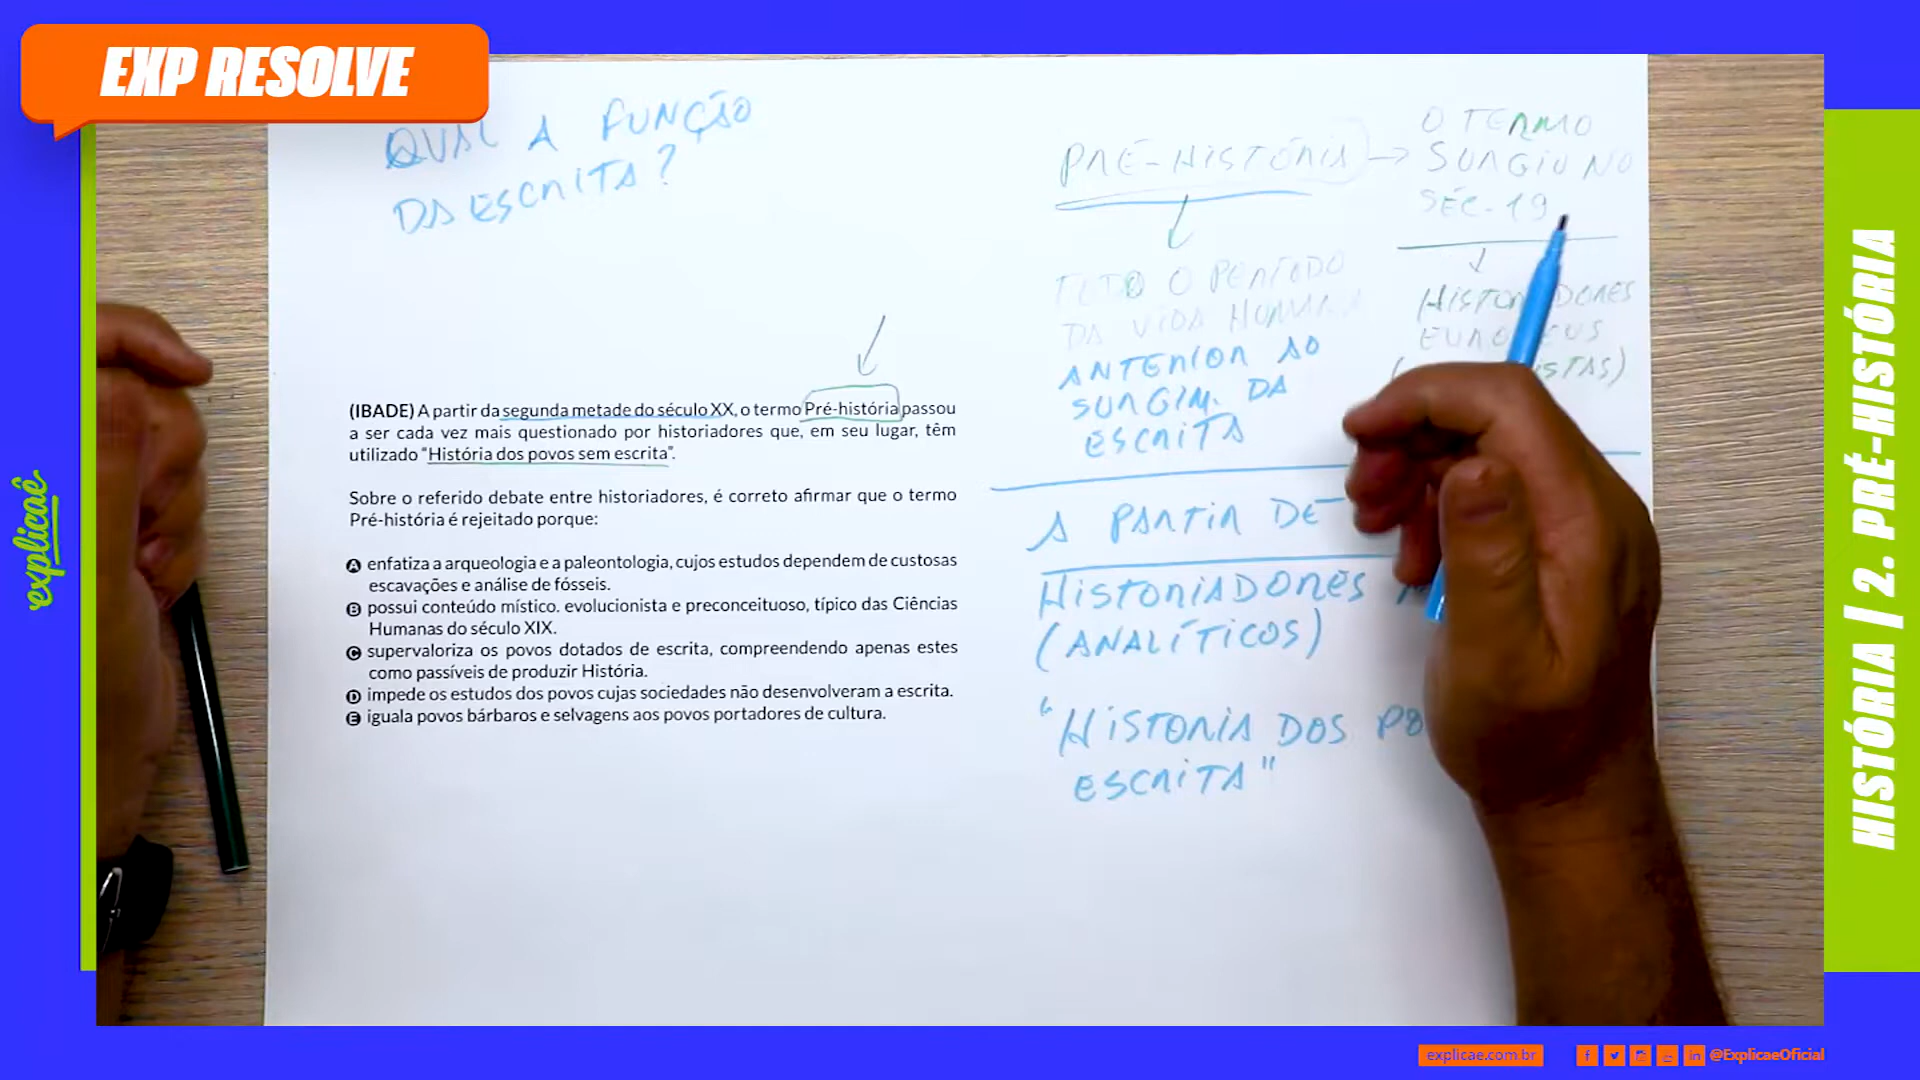 EXP RESOLVE
QUAL A FUNÇÃO
DA ESCRITA?
PRÉ-HISTÓRIA →
O TERMO
SURGIU NO
SÉC. 19
TODO O PERÍODO
DA VIDA HUMANA
ANTERIOR AO
SURGIM. DA
ESCRITA
EUROPEUS
(IBADE) A partir da segunda metade do século XX, o termo Pré-história passou
a ser cada vez mais questionado por historiadores que, em seu lugar, têm
utilizado “História dos povos sem escrita”.
Sobre o referido debate entre historiadores, é correto afirmar que o termo
Pré-história é rejeitado porque:
A enfatiza a arqueologia e a paleontologia, cujos estudos dependem de custosas
escavações e análise de fósseis.
B possui conteúdo místico. evolucionista e preconceituoso, típico das Ciências
Humanas do século XIX.
C supervaloriza os povos dotados de escrita, compreendendo apenas estes
como passíveis de produzir História.
D impede os estudos dos povos cujas sociedades não desenvolveram a escrita.
E iguala povos bárbaros e selvagens aos povos portadores de cultura.
A PARTIR DE
HISTORIADORES
(ANALÍTICOS)
"HISTORIA DOS PO
ESCRITA"
explicaê
HISTÓRIA | 2. PRÉ-HISTÓRIA
explicae.com.br
@ExplicaeOficial